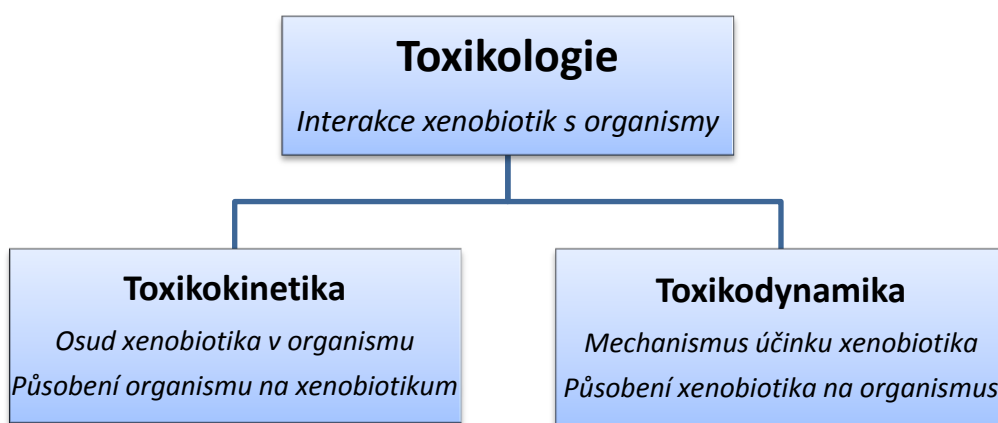 Toxikologie
Interakce xenobiotik s organismy
Toxikokinetika
Osud xenobiotika v organismu
Působení organismu na xenobiotikum
Toxikodynamika
Mechanismus účinku xenobiotika
Působení xenobiotika na organismus